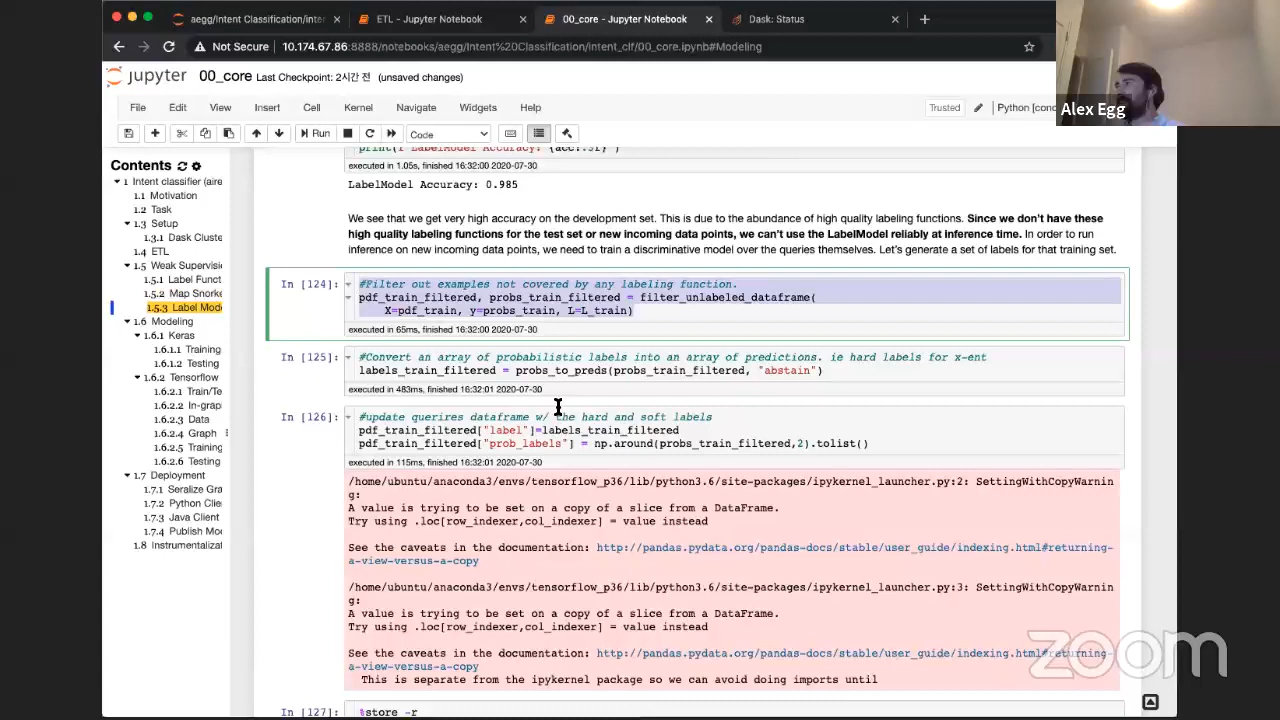 aegg/Intent Classification/inter
ETL - Jupyter Notebook
00_core - Jupyter Notebook
Dask: Status
Not Secure
10.174.67.86:8888/notebooks/aegg/Intent%20Classification/intent_clf/00_core.ipynb#Modeling
Alex Egg
jupyter 00_core Last Checkpoint: 2시간 전 (unsaved changes)
File Edit View Insert Cell Kernel Navigate Widgets Help
Trusted
Python [cond
Run
Code
Contents
1 Intent classifier (aire
1.1 Motivation
1.2 Task
1.3 Setup
1.3.1 Dask Cluste
1.4 ETL
1.5 Weak Supervisi
1.5.1 Label Funct
1.5.2 Map Snorke
1.5.3 Label Mode
1.6 Modeling
1.6.1 Keras
1.6.1.1 Training
1.6.1.2 Testing
1.6.2 Tensorflow
1.6.2.1 Train/Te
1.6.2.2 In-grap
1.6.2.3 Data
1.6.2.4 Graph
1.6.2.5 Training
1.6.2.6 Testing
1.7 Deployment
1.7.1 Seralize Gra
1.7.2 Python Clie
1.7.3 Java Client
1.7.4 Publish Mo
1.8 Instrumentalizat
executed in 1.05s, finished 16:32:00 2020-07-30
LabelModel Accuracy: 0.985
We see that we get very high accuracy on the development set. This is due to the abundance of high quality labeling functions. Since we don't have these
high quality labeling functions for the test set or new incoming data points, we can't use the LabelModel reliably at inference time. In order to run
inference on new incoming data points, we need to train a discriminative model over the queries themselves. Let's generate a set of labels for that training set.
In [124]:
#Filter out examples not covered by any labeling function.
pdf_train_filtered, probs_train_filtered = filter_unlabeled_dataframe(
X=pdf_train, y=probs_train, L=L_train)
executed in 65ms, finished 16:32:00 2020-07-30
In [125]:
#Convert an array of probabilistic labels into an array of predictions. ie hard labels for x-ent
labels_train_filtered = probs_to_preds(probs_train_filtered, "abstain")
executed in 483ms, finished 16:32:01 2020-07-30
In [126]:
#update querires dataframe w/ the hard and soft labels
pdf_train_filtered["label"]=labels_train_filtered
pdf_train_filtered["prob_labels"] = np.around(probs_train_filtered,2).tolist()
executed in 115ms, finished 16:32:01 2020-07-30
/home/ubuntu/anaconda3/envs/tensorflow_p36/lib/python3.6/site-packages/ipykernel_launcher.py:2: SettingWithCopyWarnin
g:
A value is trying to be set on a copy of a slice from a DataFrame.
Try using .loc[row_indexer,col_indexer] = value instead
See the caveats in the documentation: http://pandas.pydata.org/pandas-docs/stable/user_guide/indexing.html#returning-
a-view-versus-a-copy
/home/ubuntu/anaconda3/envs/tensorflow_p36/lib/python3.6/site-packages/ipykernel_launcher.py:3: SettingWithCopyWarnin
g:
A value is trying to be set on a copy of a slice from a DataFrame.
Try using .loc[row_indexer,col_indexer] = value instead
See the caveats in the documentation: http://pandas.pydata.org/pandas-docs/stable/user_guide/indexing.html#returning-
a-view-versus-a-copy
This is separate from the ipykernel package so we can avoid doing imports until
In [127]:
%store -r
zoom